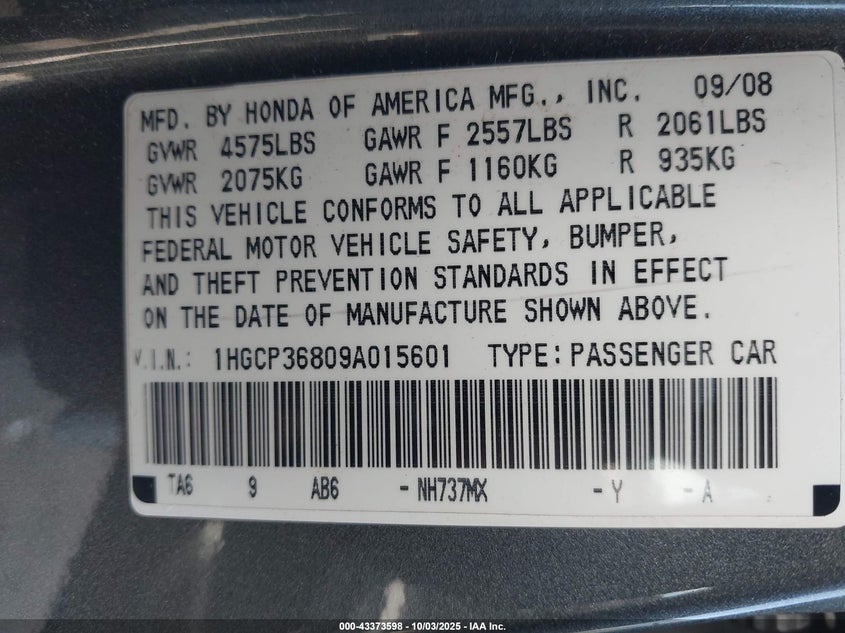 MFD. BY HONDA OF AMERICA MFG., INC. 09/08
GVWR 4575LBS GAWR F 2557LBS R 2061LBS
GVWR 2075KG GAWR F 1160KG R 935KG
THIS VEHICLE CONFORMS TO ALL APPLICABLE
FEDERAL MOTOR VEHICLE SAFETY, BUMPER,
AND THEFT PREVENTION STANDARDS IN EFFECT
ON THE DATE OF MANUFACTURE SHOWN ABOVE.
V.I.N.: 1HGCP36809A015601 TYPE: PASSENGER CAR
TA6 9 AB6 - NH737MX - Y - A
000-43373598 - 10/03/2025 - IAA Inc.